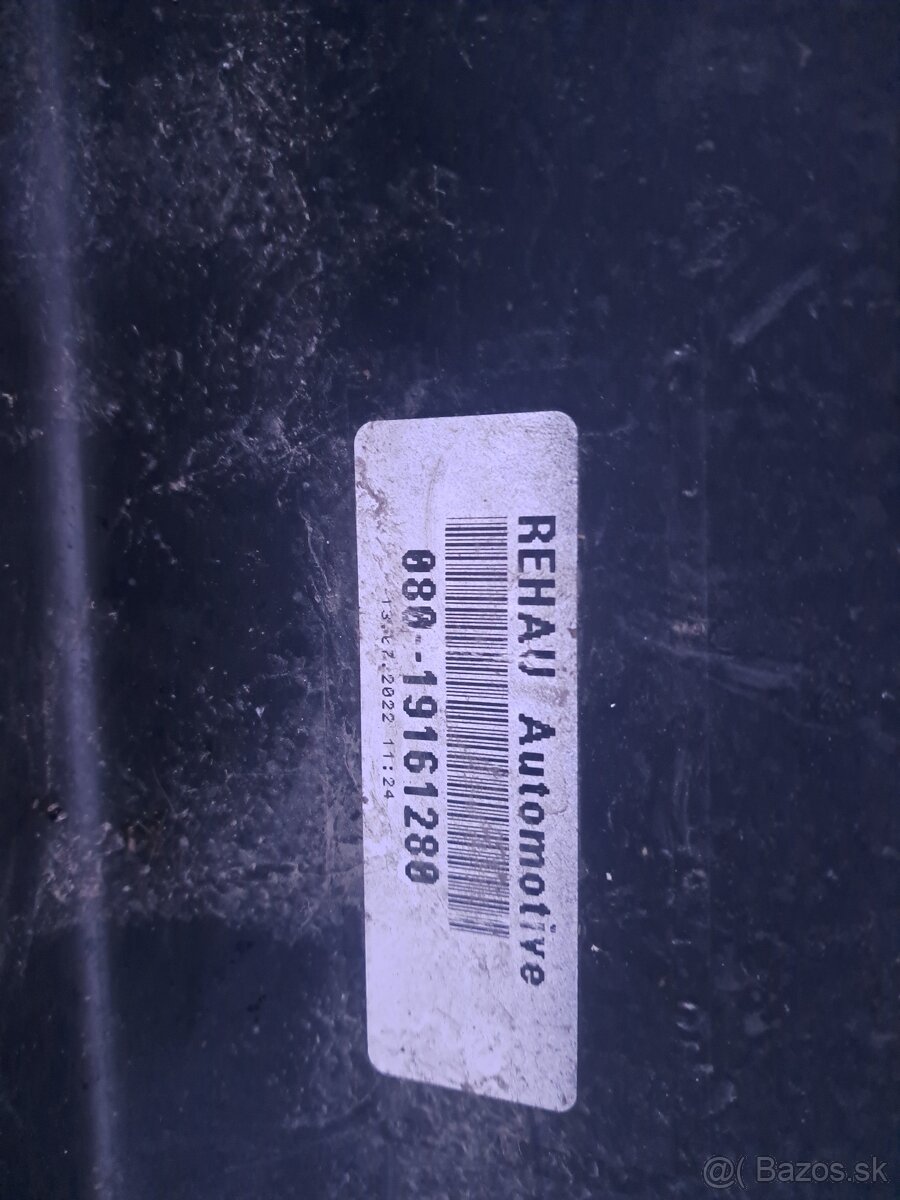 REHAU Automotive
080-19161280
13.07.2022 11:24
@( Bazos.sk